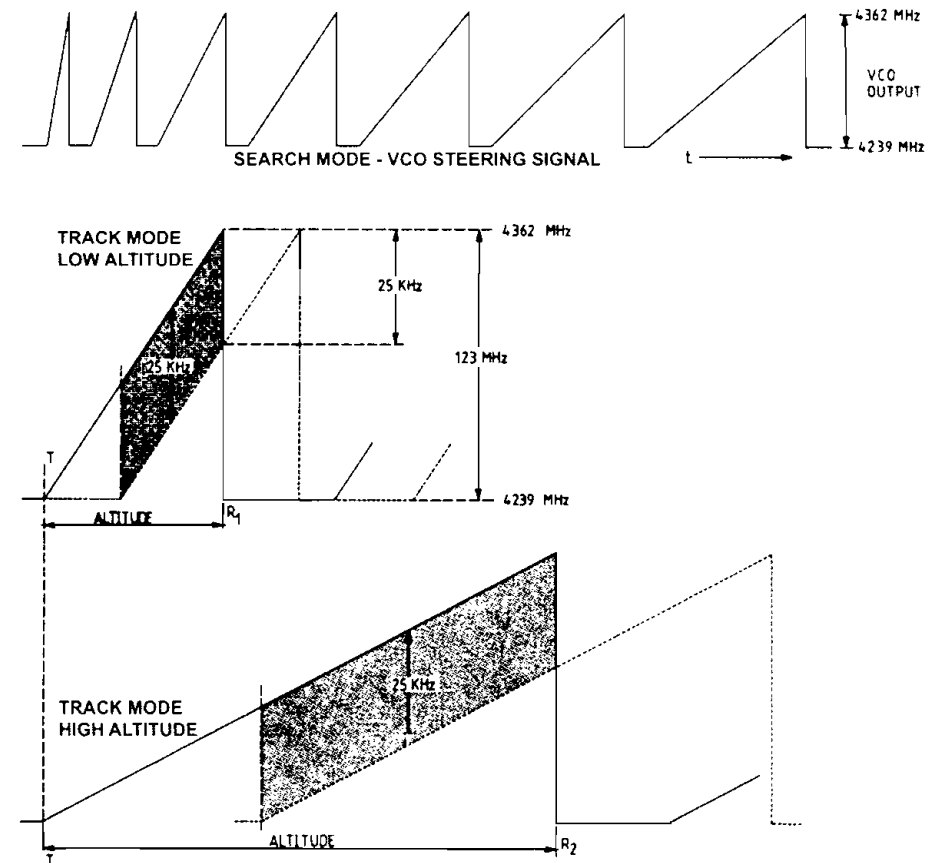 4362 MHz
VCO
OUTPUT
4239 MHz
SEARCH MODE - VCO STEERING SIGNAL
t
TRACK MODE
LOW ALTITUDE
4362 MHz
25 KHz
25 KHz
123 MHz
T
4239 MHz
ALTITUDE
R1
TRACK MODE
HIGH ALTITUDE
25 KHz
ALTITUDE
R2
T